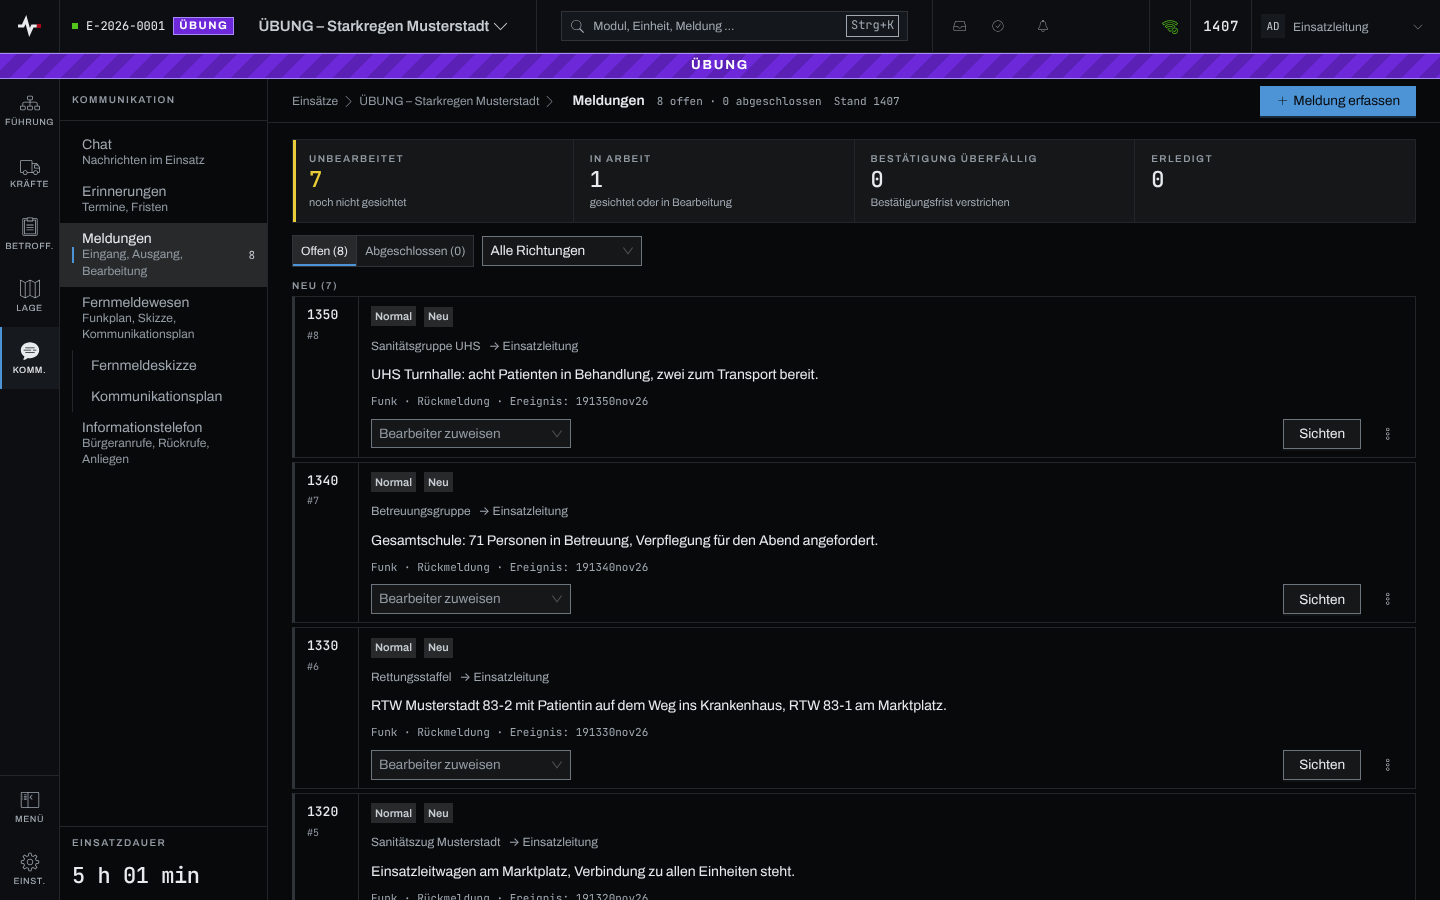 E-2026-0001 ÜBUNG ÜBUNG – Starkregen Musterstadt
Modul, Einheit, Meldung ... Strg+K
1407
AD Einsatzleitung
ÜBUNG
FÜHRUNG
KRÄFTE
BETROFF.
LAGE
KOMM.
MENÜ
EINST.
KOMMUNIKATION
Chat
Nachrichten im Einsatz
Erinnerungen
Termine, Fristen
Meldungen
Eingang, Ausgang,
Bearbeitung
8
Fernmeldewesen
Funkplan, Skizze,
Kommunikationsplan
Fernmeldeskizze
Kommunikationsplan
Informationstelefon
Bürgeranrufe, Rückrufe,
Anliegen
EINSATZDAUER
5 h 01 min
Einsätze ÜBUNG – Starkregen Musterstadt Meldungen 8 offen · 0 abgeschlossen Stand 1407
+ Meldung erfassen
UNBEARBEITET
7
noch nicht gesichtet
IN ARBEIT
1
gesichtet oder in Bearbeitung
BESTÄTIGUNG ÜBERFÄLLIG
0
Bestätigungsfrist verstrichen
ERLEDIGT
0
Offen (8) Abgeschlossen (0) Alle Richtungen
NEU (7)
1350
#8
Normal Neu
Sanitätsgruppe UHS → Einsatzleitung
UHS Turnhalle: acht Patienten in Behandlung, zwei zum Transport bereit.
Funk · Rückmeldung · Ereignis: 191350nov26
Bearbeiter zuweisen Sichten
1340
#7
Normal Neu
Betreuungsgruppe → Einsatzleitung
Gesamtschule: 71 Personen in Betreuung, Verpflegung für den Abend angefordert.
Funk · Rückmeldung · Ereignis: 191340nov26
Bearbeiter zuweisen Sichten
1330
#6
Normal Neu
Rettungsstaffel → Einsatzleitung
RTW Musterstadt 83-2 mit Patientin auf dem Weg ins Krankenhaus, RTW 83-1 am Marktplatz.
Funk · Rückmeldung · Ereignis: 191330nov26
Bearbeiter zuweisen Sichten
1320
#5
Normal Neu
Sanitätszug Musterstadt → Einsatzleitung
Einsatzleitwagen am Marktplatz, Verbindung zu allen Einheiten steht.
Funk · Rückmeldung · Ereignis: 191320nov26